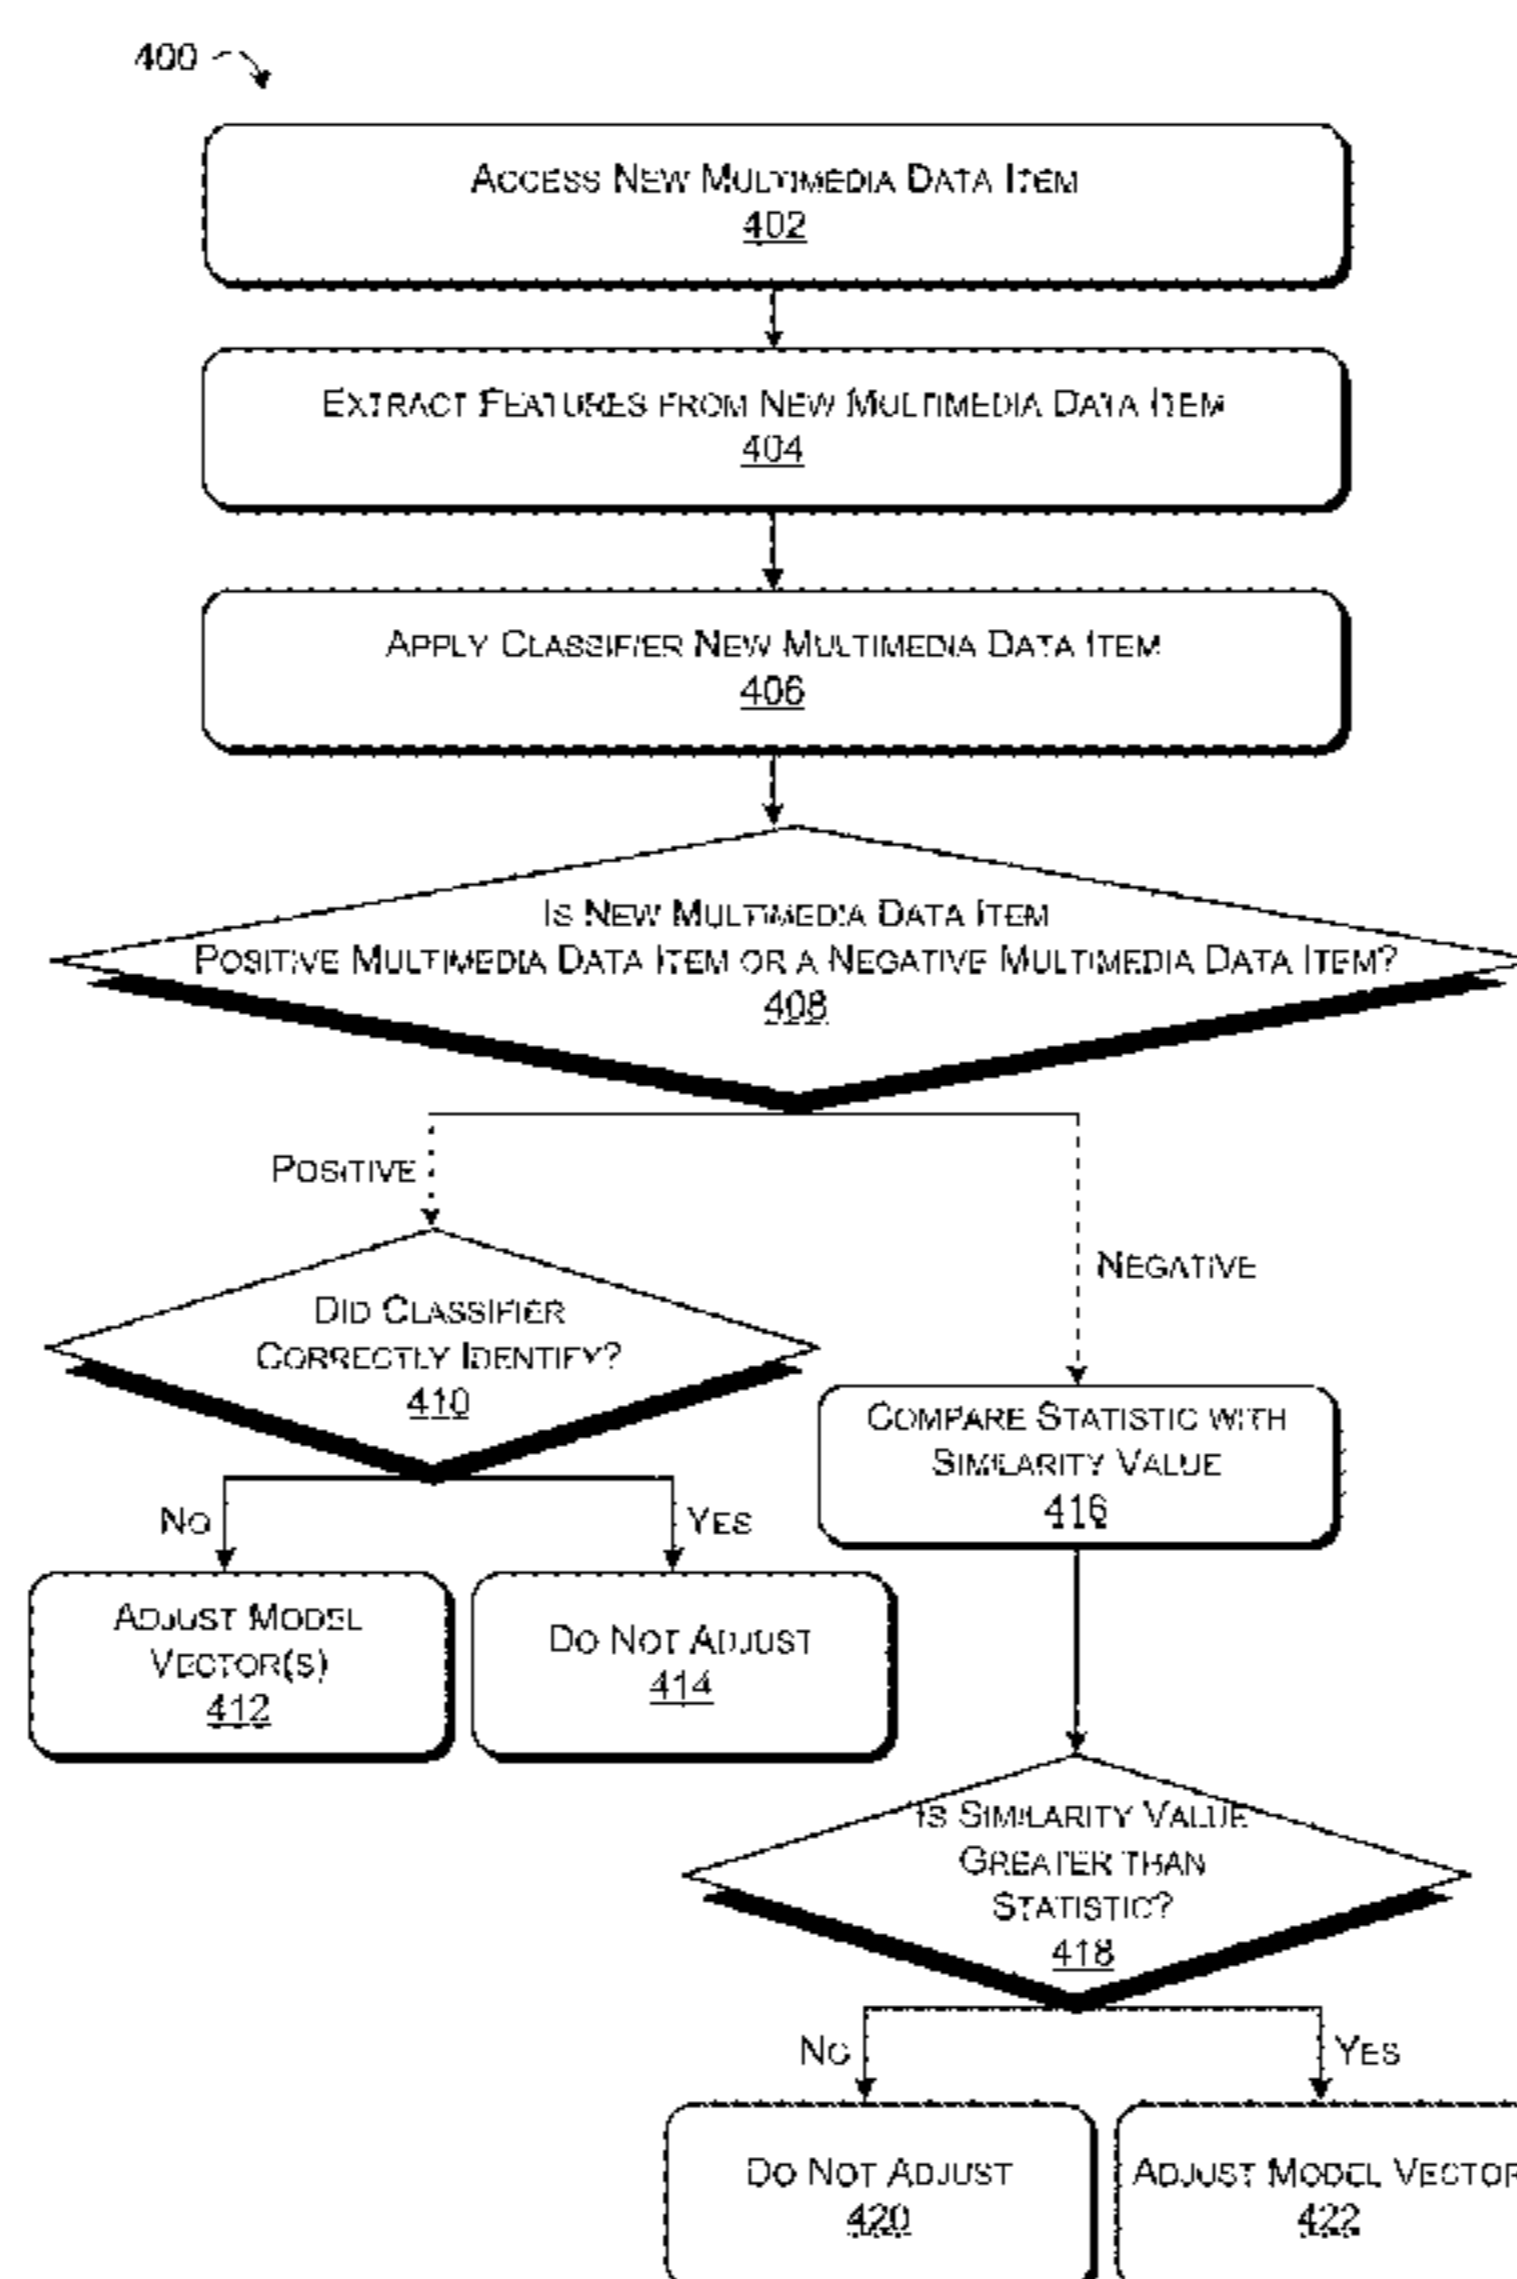 400
ACCESS NEW MULTIMEDIA DATA ITEM
402
EXTRACT FEATURES FROM NEW MULTIMEDIA DATA ITEM
404
APPLY CLASSIFIER NEW MULTIMEDIA DATA ITEM
406
IS NEW MULTIMEDIA DATA ITEM
POSITIVE MULTIMEDIA DATA ITEM OR A NEGATIVE MULTIMEDIA DATA ITEM?
408
POSITIVE
NEGATIVE
DID CLASSIFIER
CORRECTLY IDENTIFY?
410
COMPARE STATISTIC WITH
SIMILARITY VALUE
416
NO
YES
ADJUST MODEL
VECTOR(S)
412
DO NOT ADJUST
414
IS SIMILARITY VALUE
GREATER THAN
STATISTIC?
418
NO
YES
DO NOT ADJUST
420
ADJUST MODEL VECTOR
422